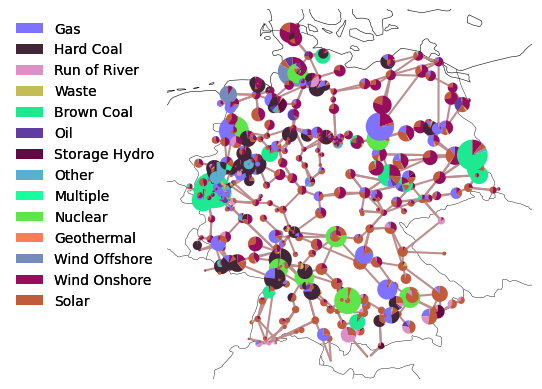 Gas
Hard Coal
Run of River
Waste
Brown Coal
Oil
Storage Hydro
Other
Multiple
Nuclear
Geothermal
Wind Offshore
Wind Onshore
Solar